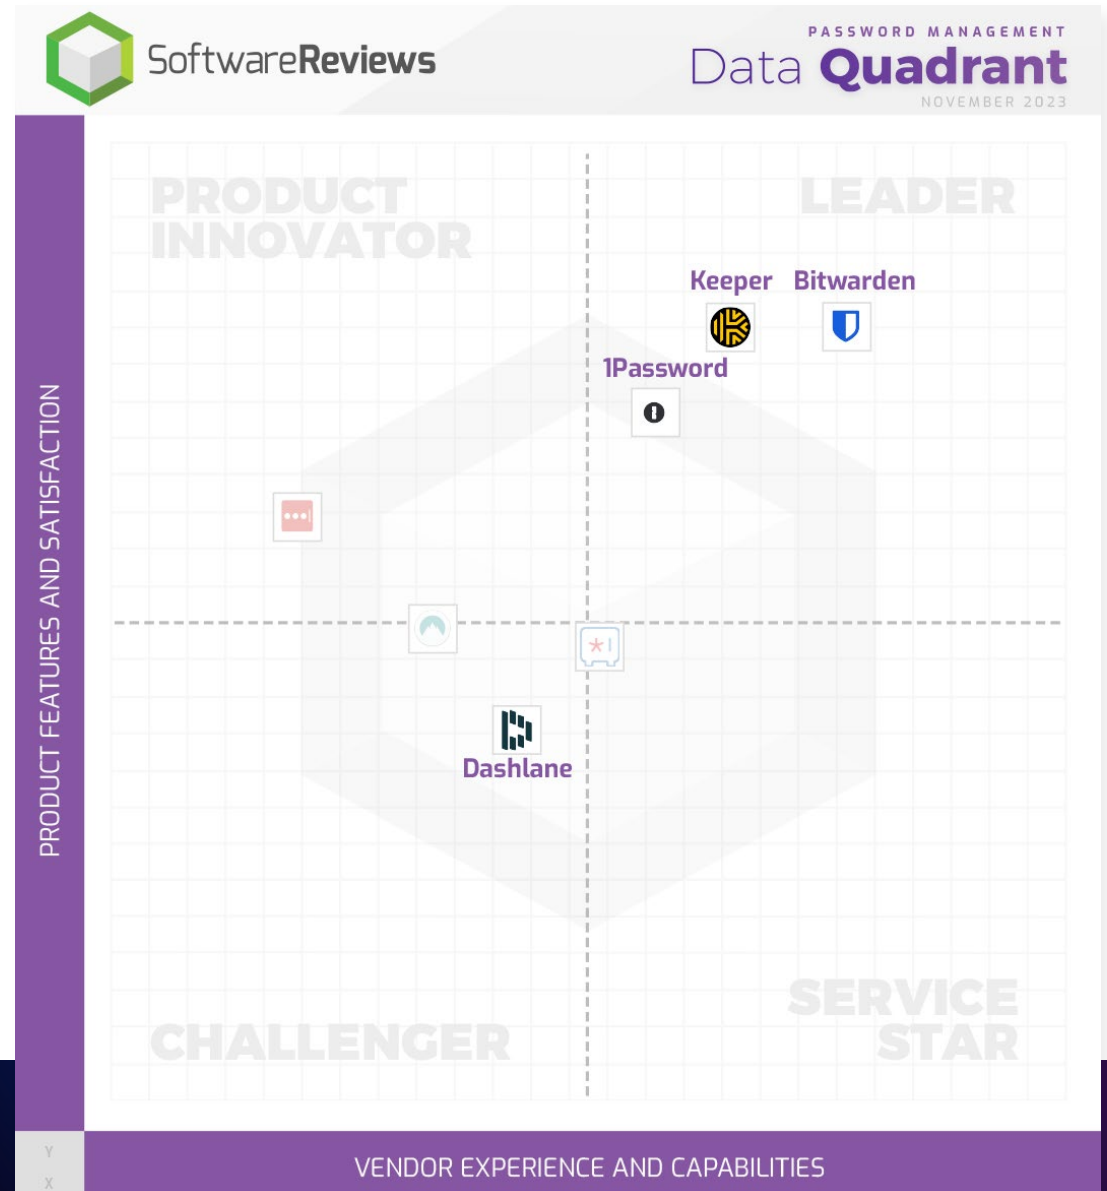 SoftwareReviews
PASSWORD MANAGEMENT
Data Quadrant
NOVEMBER 2023
PRODUCT
INNOVATOR
LEADER
Keeper
Bitwarden
1Password
Dashlane
CHALLENGER
SERVICE
STAR
PRODUCT FEATURES AND SATISFACTION
Y
X
VENDOR EXPERIENCE AND CAPABILITIES